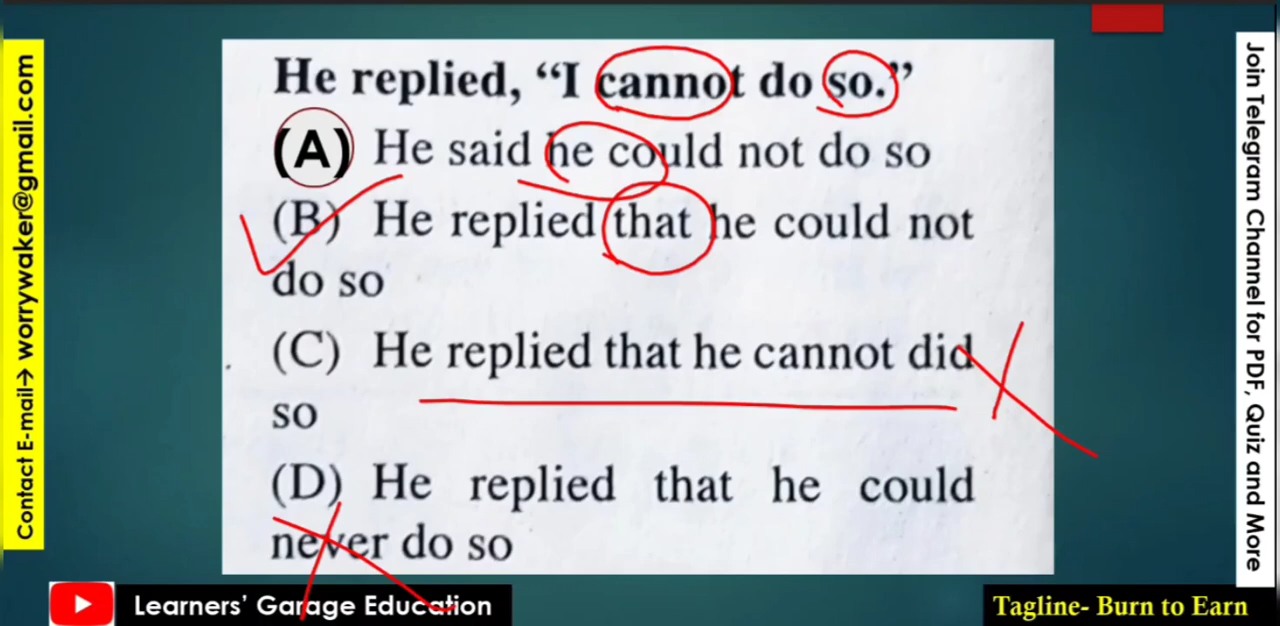 He replied, “I cannot do so.”
(A) He said he could not do so
(B) He replied that he could not
do so
(C) He replied that he cannot did
so
(D) He replied that he could
never do so
Contact E-mail→ worrywaker@gmail.com
Join Telegram Channel for PDF, Quiz and More
Learners’ Garage Education
Tagline- Burn to Earn